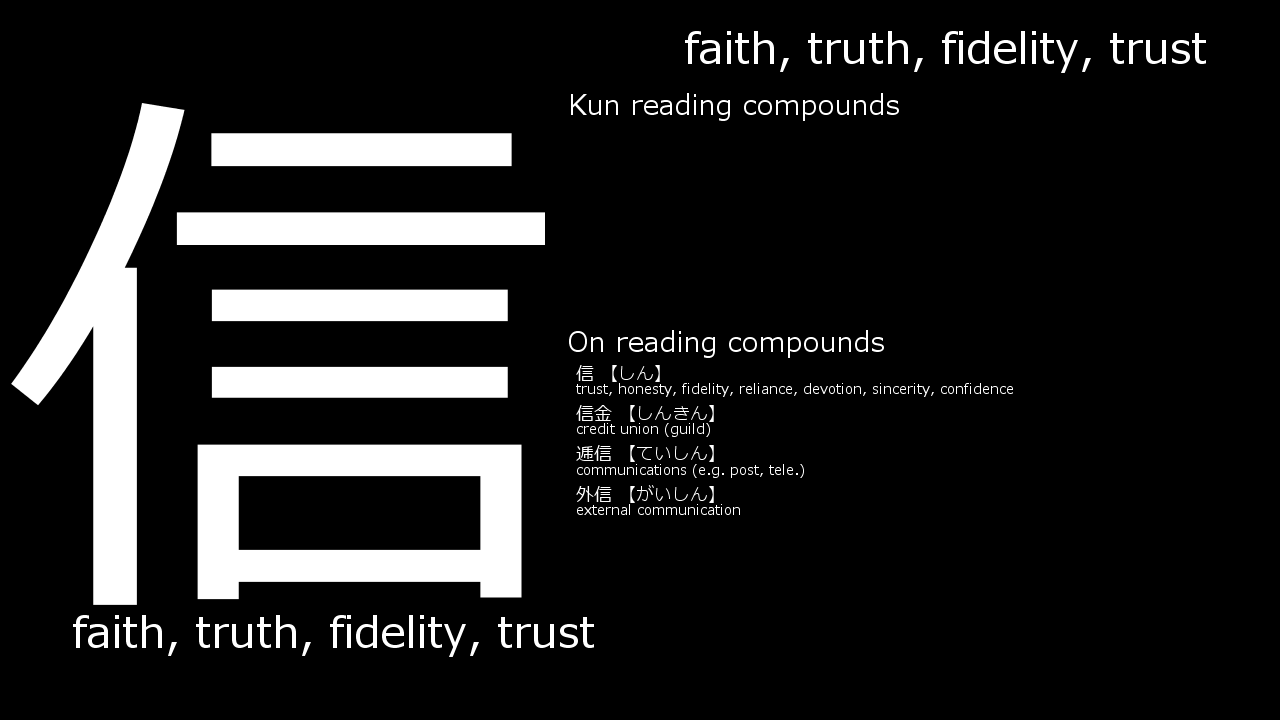 信
faith, truth, fidelity, trust
faith, truth, fidelity, trust
Kun reading compounds
On reading compounds
信 【しん】
trust, honesty, fidelity, reliance, devotion, sincerity, confidence
信金 【しんきん】
credit union (guild)
逓信 【ていしん】
communications (e.g. post, tele.)
外信 【がいしん】
external communication